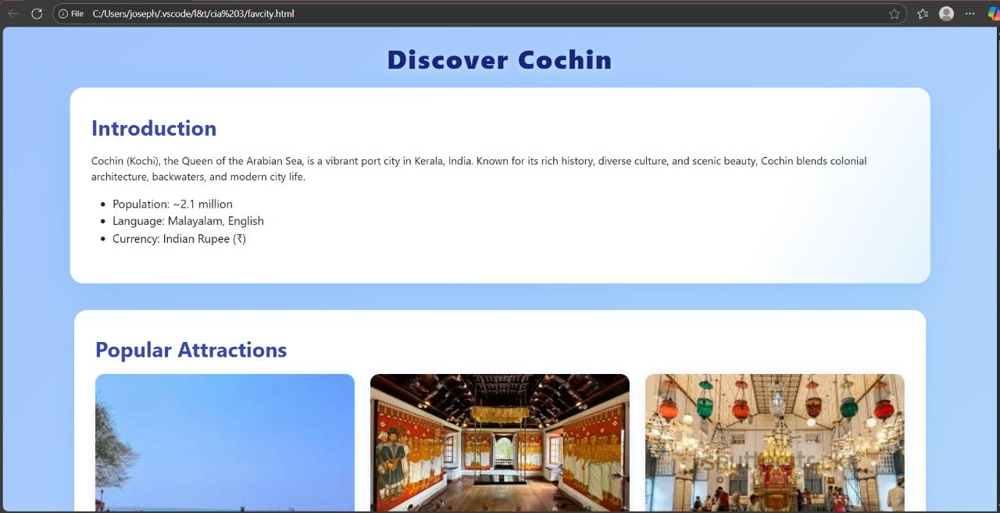 File C:/Users/joseph/.vscode/l&t/cia%203/favcity.html
Discover Cochin
Introduction
Cochin (Kochi), the Queen of the Arabian Sea, is a vibrant port city in Kerala, India. Known for its rich history, diverse culture, and scenic beauty, Cochin blends colonial
architecture, backwaters, and modern city life.
Population: ~2.1 million
Language: Malayalam, English
Currency: Indian Rupee (₹)
Popular Attractions